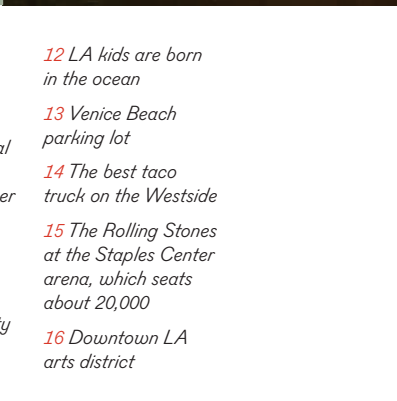 12 LA kids are born
in the ocean
13 Venice Beach
parking lot
14 The best taco
truck on the Westside
15 The Rolling Stones
at the Staples Center
arena, which seats
about 20,000
16 Downtown LA
arts district